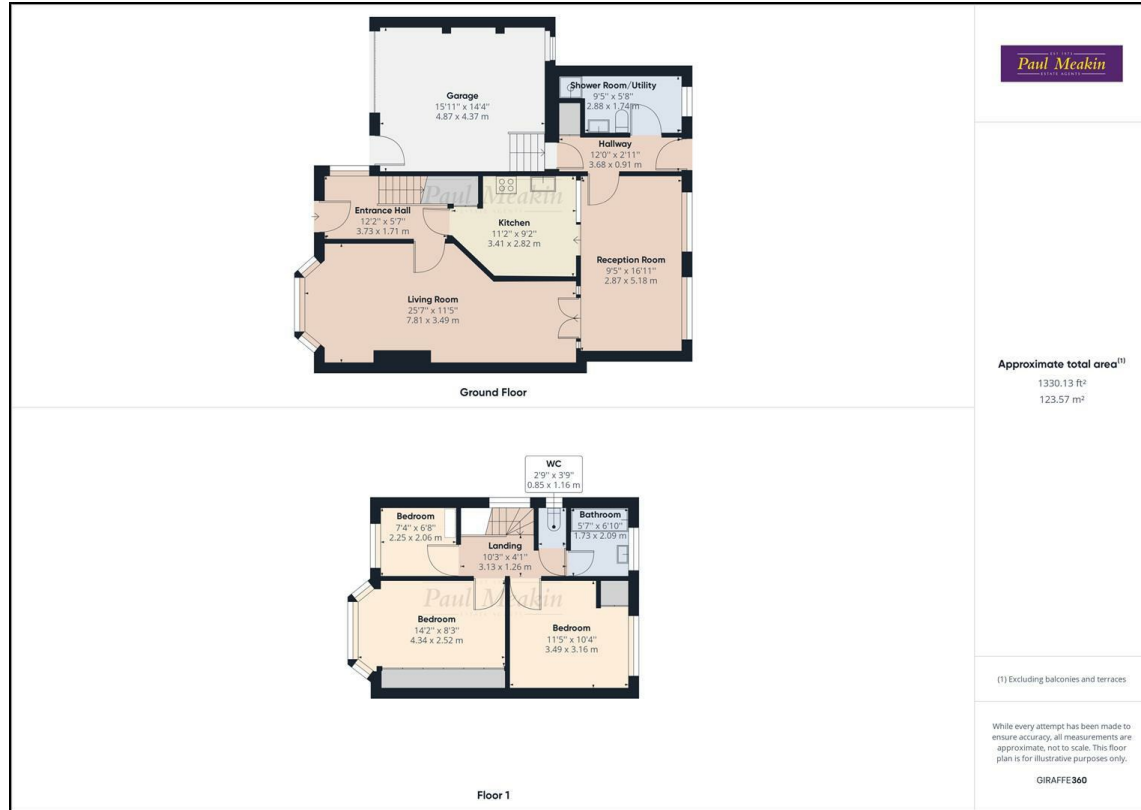 Garage
15'11" x 14'4"
4.87 x 4.37 m
Shower Room/Utility
9'5" x 5'8"
2.88 x 1.74 m
Hallway
12'0" x 2'11"
3.68 x 0.91 m
Paul Meakin
Entrance Hall
12'2" x 5'7"
3.73 x 1.71 m
Kitchen
11'2" x 9'2"
3.41 x 2.82 m
Reception Room
9'5" x 16'11"
2.87 x 5.18 m
Living Room
25'7" x 11'5"
7.81 x 3.49 m
Ground Floor
WC
2'9" x 3'9"
0.85 x 1.16 m
Bedroom
7'4" x 6'8"
2.25 x 2.06 m
Bathroom
5'7" x 6'10"
1.73 x 2.09 m
Landing
10'3" x 4'1"
3.13 x 1.26 m
Paul Meakin
Bedroom
14'2" x 8'3"
4.34 x 2.52 m
Bedroom
11'5" x 10'4"
3.49 x 3.16 m
Floor 1
Paul Meakin
ESTATE AGENTS
Approximate total area(1)
1330.13 ft²
123.57 m²
(1) Excluding balconies and terraces
While every attempt has been made to
ensure accuracy, all measurements are
approximate, not to scale. This floor
plan is for illustrative purposes only.
GIRAFFE360